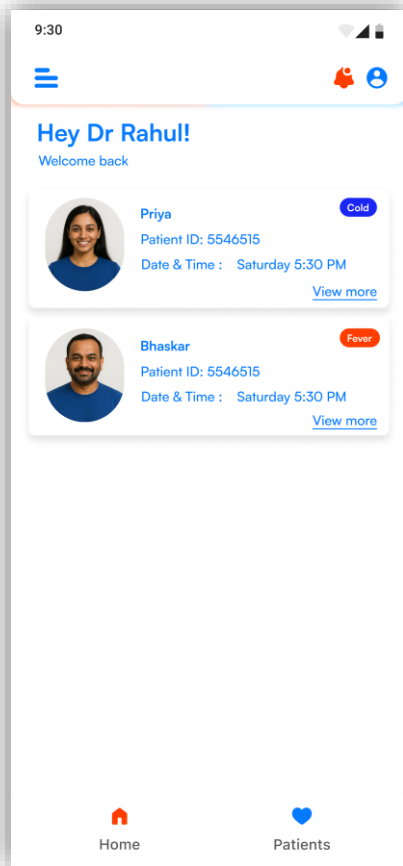 9:30
Hey Dr Rahul!
Welcome back
Cold
Priya
Patient ID: 5546515
Date & Time : Saturday 5:30 PM
View more
Fever
Bhaskar
Patient ID: 5546515
Date & Time : Saturday 5:30 PM
View more
Home Patients